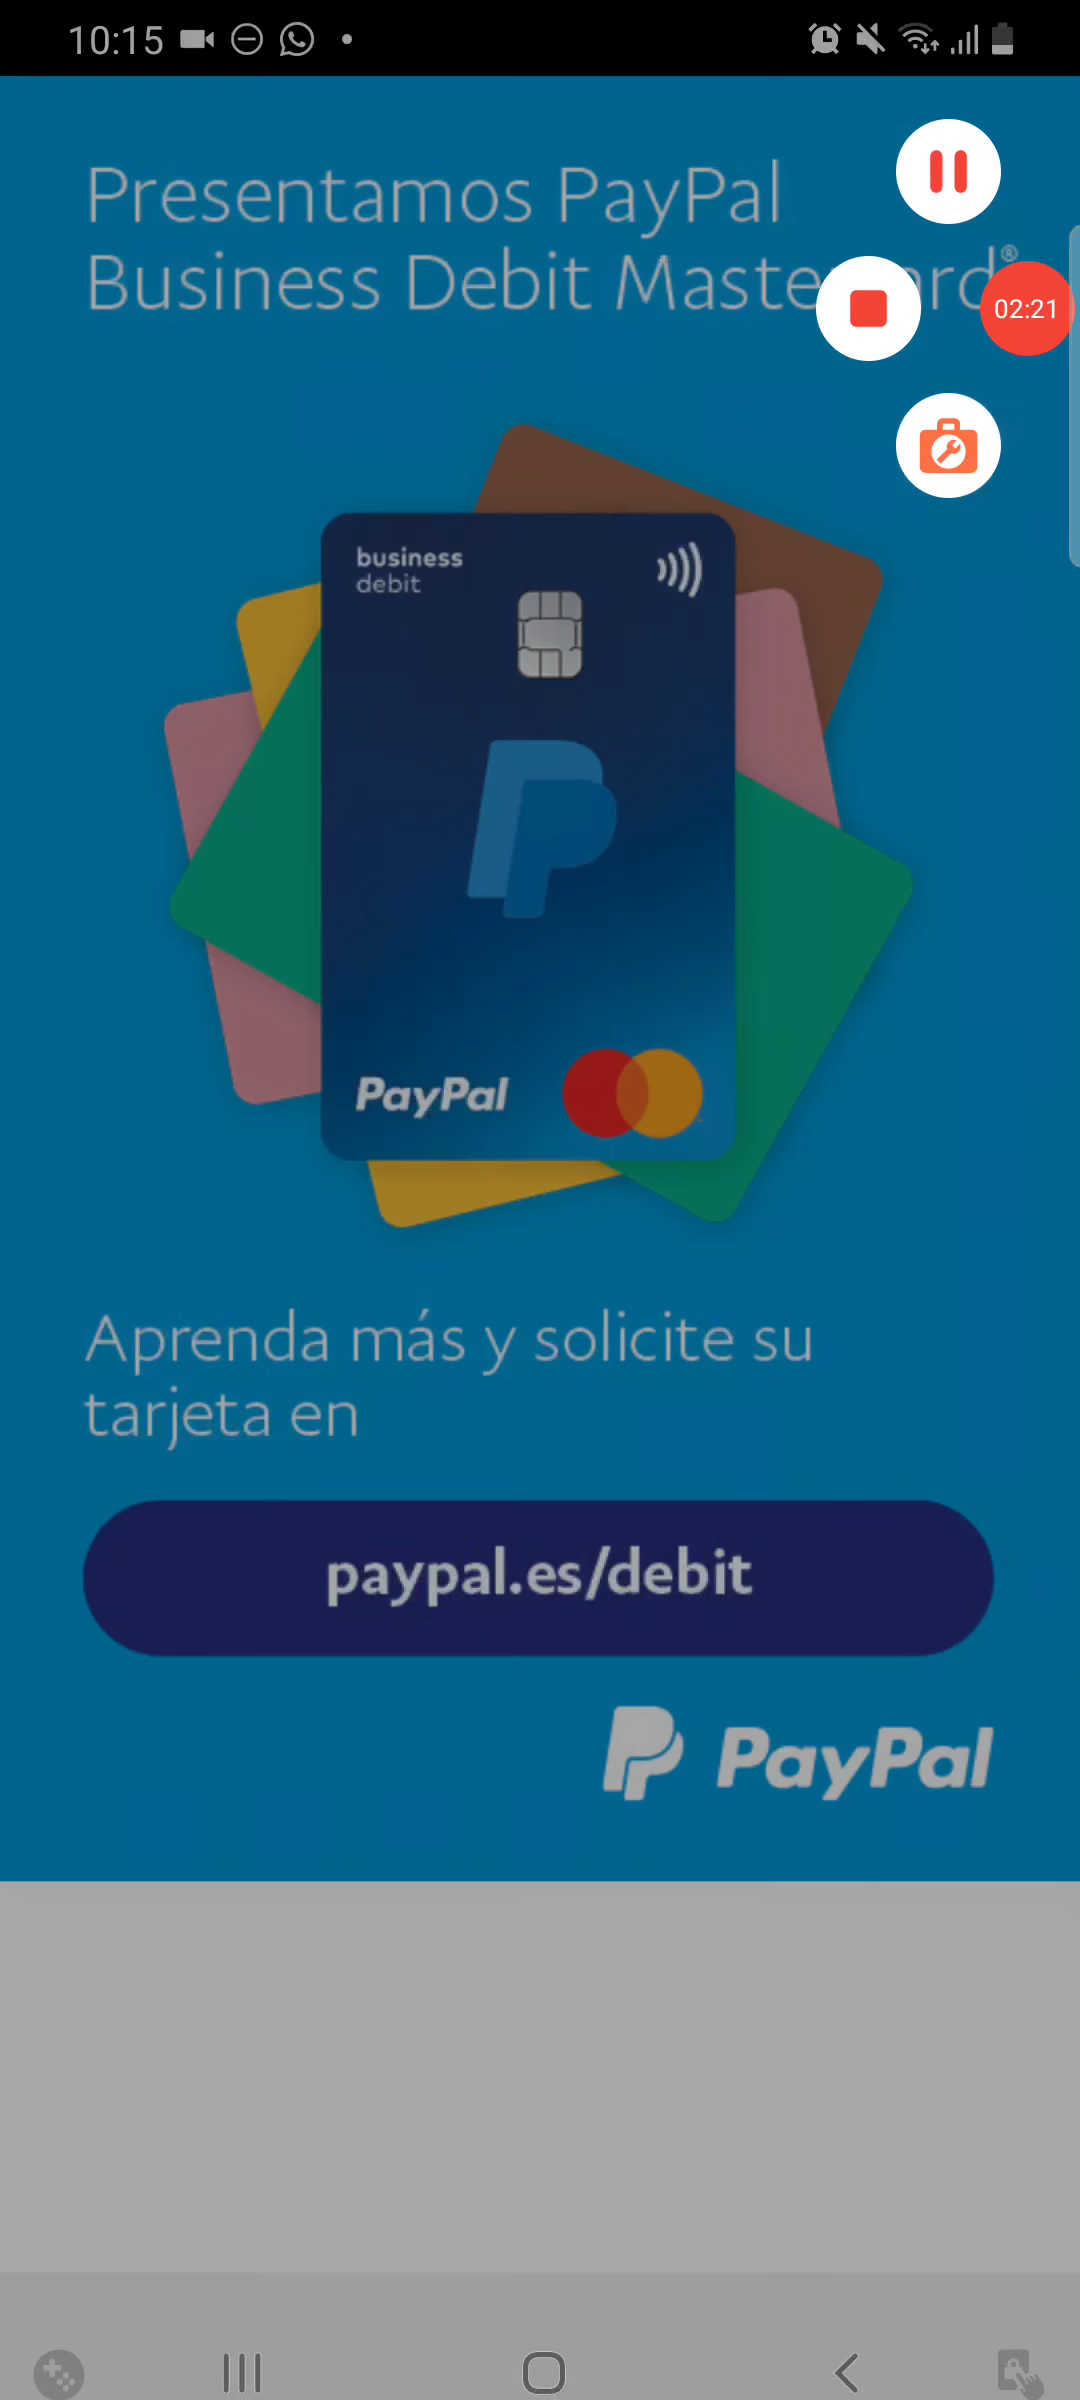 10:15
Presentamos PayPal
Business Debit Maste rd®
02:21
business
debit
PayPal
Aprenda más y solicite su
tarjeta en
paypal.es/debit
PayPal